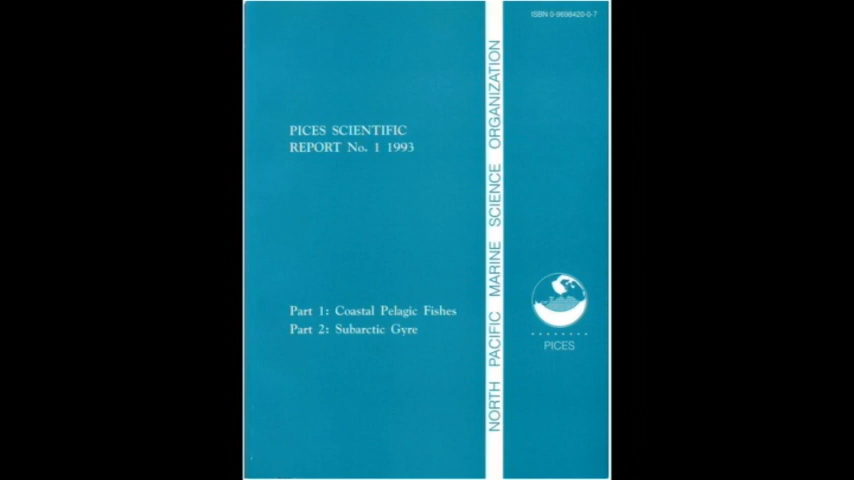 ISBN 0-9698420-0-7
PICES SCIENTIFIC
REPORT No. 1 1993
Part 1: Coastal Pelagic Fishes
Part 2: Subarctic Gyre
NORTH PACIFIC MARINE SCIENCE ORGANIZATION
PICES